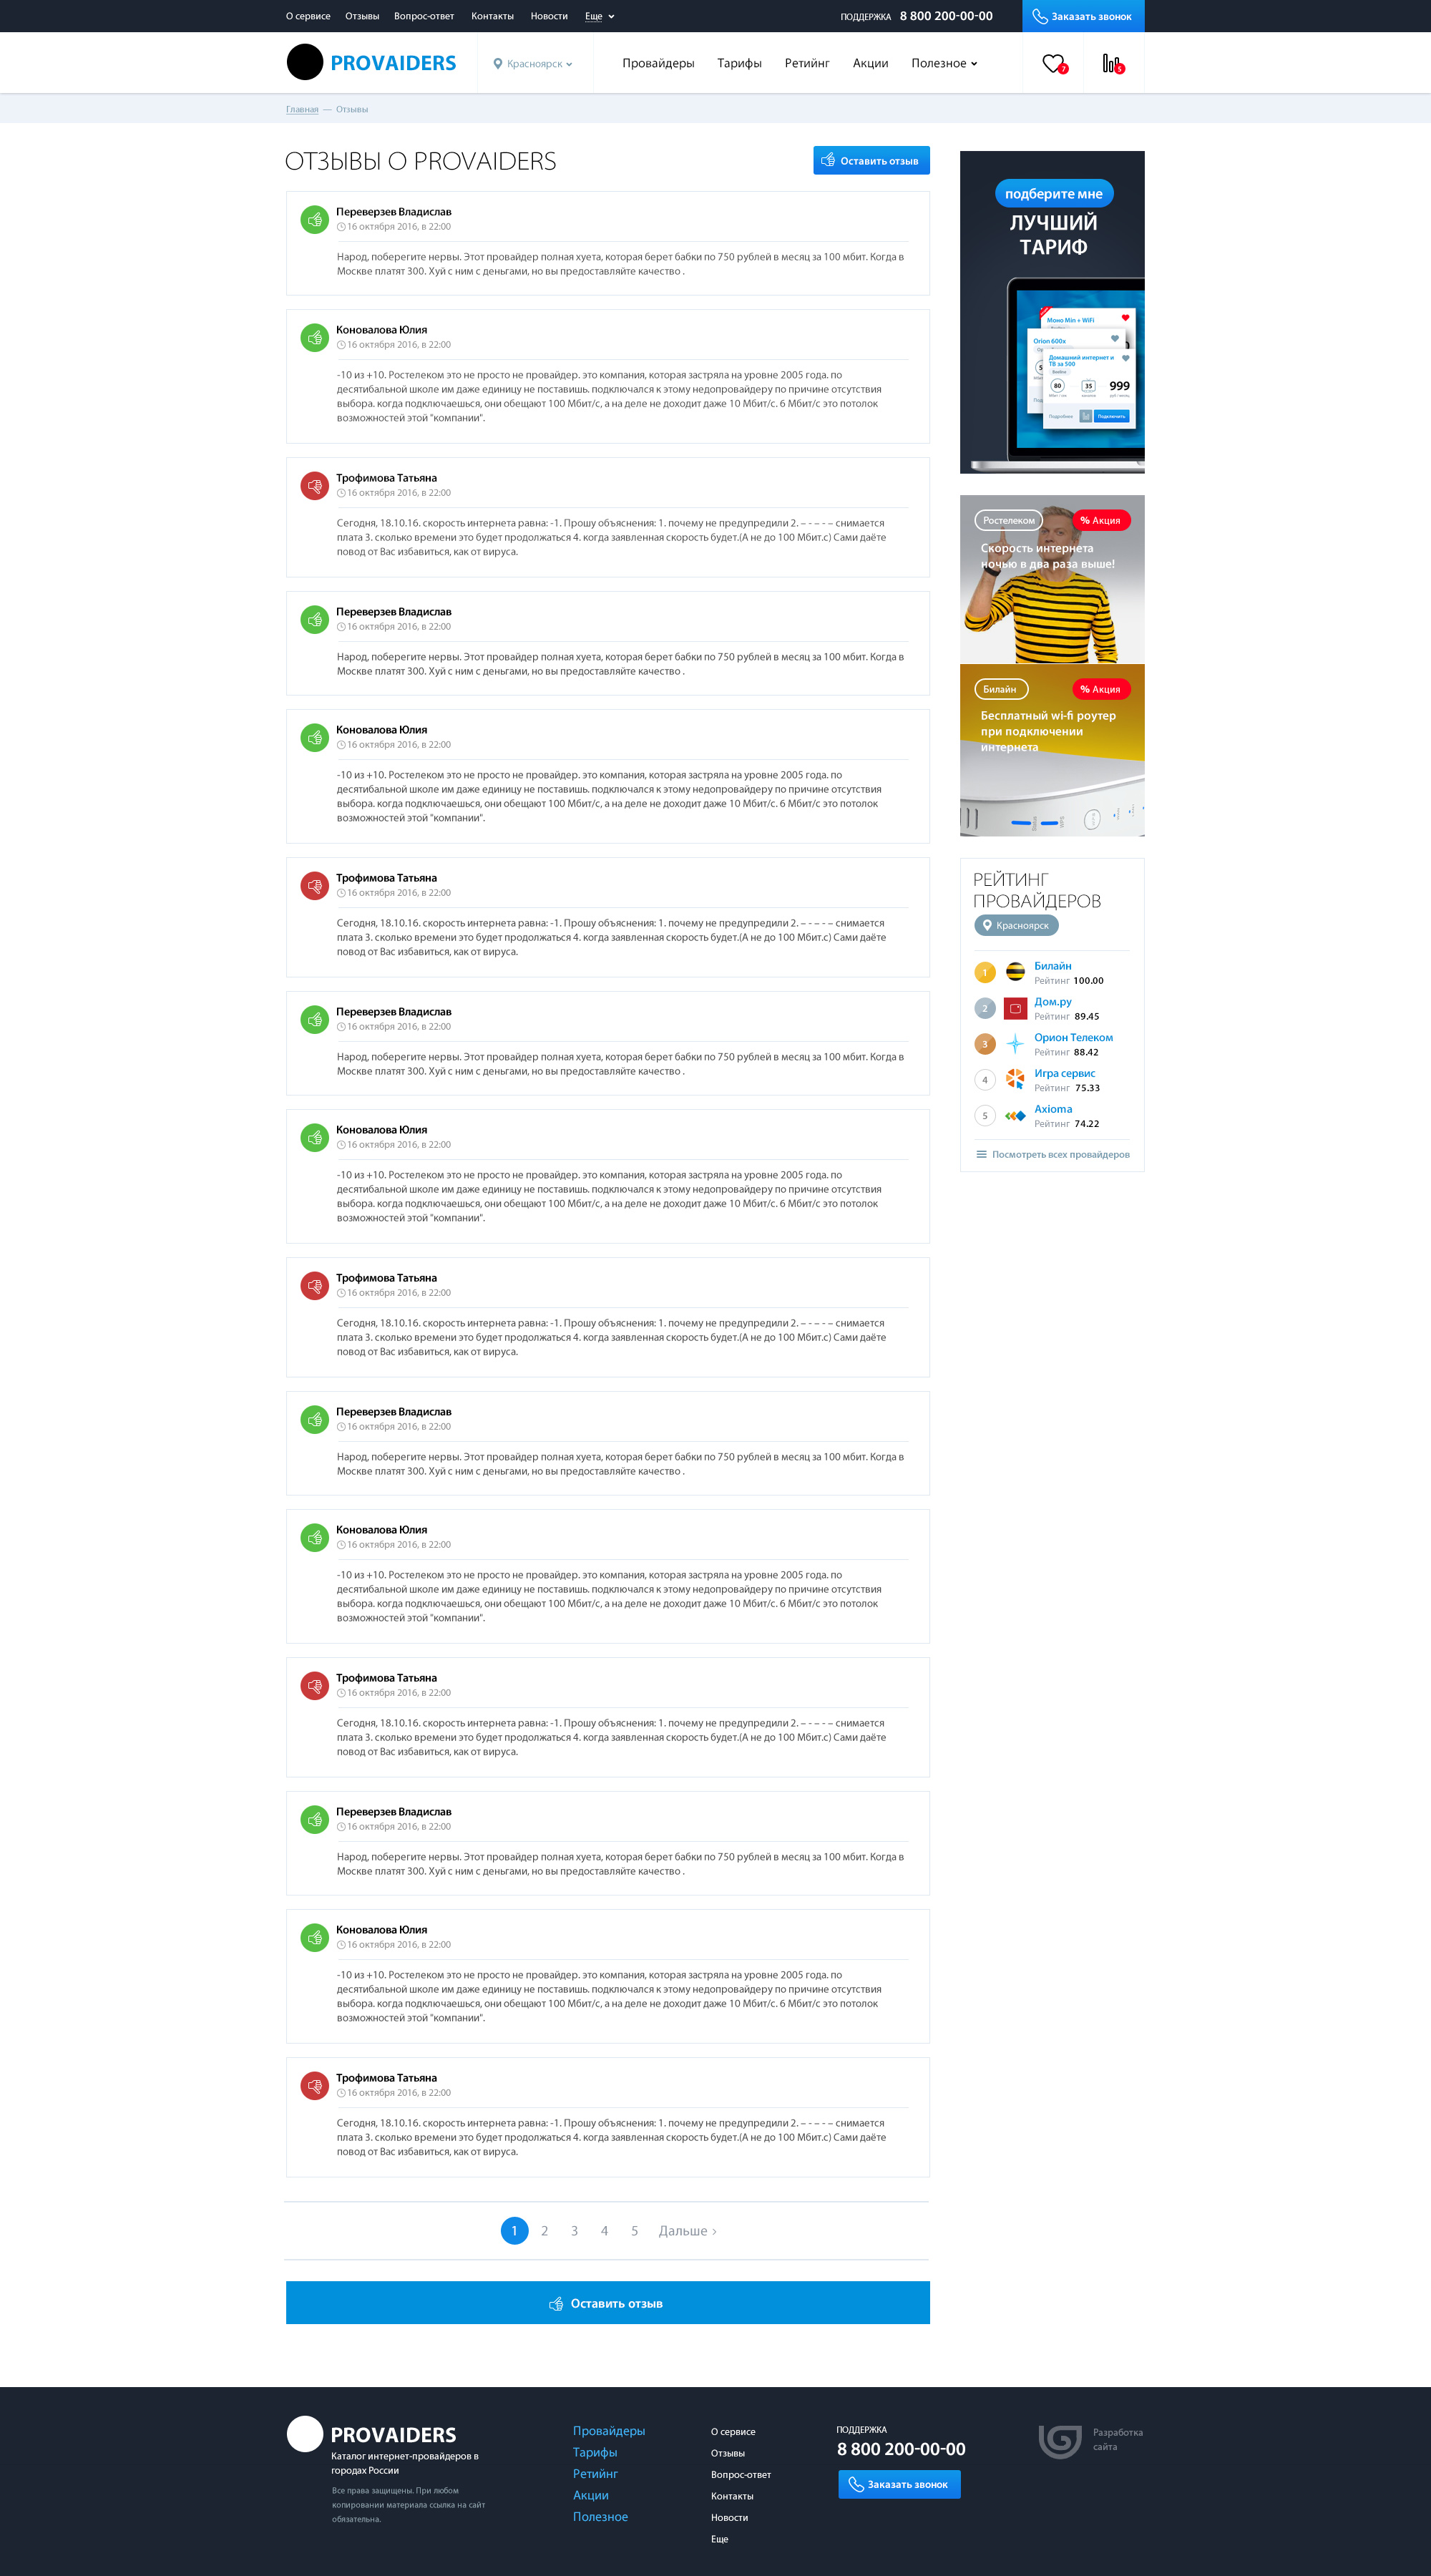 О сервисе Отзывы Вопрос-ответ Контакты Новости Еще ПОДДЕРЖКА 8 800 200-00-00 Заказать звонок
PROVAIDERS Красноярск Провайдеры Тарифы Ретийнг Акции Полезное 7 5
Главная — Отзывы
ОТЗЫВЫ О PROVAIDERS
Оставить отзыв
Переверзев Владислав
16 октября 2016, в 22:00
Народ, поберегите нервы. Этот провайдер полная хуета, которая берет бабки по 750 рублей в месяц за 100 мбит. Когда в
Москве платят 300. Хуй с ним с деньгами, но вы предоставляйте качество .
Коновалова Юлия
16 октября 2016, в 22:00
-10 из +10. Ростелеком это не просто не провайдер. это компания, которая застряла на уровне 2005 года. по
десятибальной школе им даже единицу не поставишь. подключался к этому недопровайдеру по причине отсутствия
выбора. когда подключаешься, они обещают 100 Мбит/с, а на деле не доходит даже 10 Мбит/с. 6 Мбит/с это потолок
возможностей этой "компании".
Трофимова Татьяна
16 октября 2016, в 22:00
Сегодня, 18.10.16. скорость интернета равна: -1. Прошу объяснения: 1. почему не предупредили 2. – - – - – снимается
плата 3. сколько времени это будет продолжаться 4. когда заявленная скорость будет.(А не до 100 Мбит.с) Сами даёте
повод от Вас избавиться, как от вируса.
Переверзев Владислав
16 октября 2016, в 22:00
Народ, поберегите нервы. Этот провайдер полная хуета, которая берет бабки по 750 рублей в месяц за 100 мбит. Когда в
Москве платят 300. Хуй с ним с деньгами, но вы предоставляйте качество .
Коновалова Юлия
16 октября 2016, в 22:00
-10 из +10. Ростелеком это не просто не провайдер. это компания, которая застряла на уровне 2005 года. по
десятибальной школе им даже единицу не поставишь. подключался к этому недопровайдеру по причине отсутствия
выбора. когда подключаешься, они обещают 100 Мбит/с, а на деле не доходит даже 10 Мбит/с. 6 Мбит/с это потолок
возможностей этой "компании".
Трофимова Татьяна
16 октября 2016, в 22:00
Сегодня, 18.10.16. скорость интернета равна: -1. Прошу объяснения: 1. почему не предупредили 2. – - – - – снимается
плата 3. сколько времени это будет продолжаться 4. когда заявленная скорость будет.(А не до 100 Мбит.с) Сами даёте
повод от Вас избавиться, как от вируса.
Переверзев Владислав
16 октября 2016, в 22:00
Народ, поберегите нервы. Этот провайдер полная хуета, которая берет бабки по 750 рублей в месяц за 100 мбит. Когда в
Москве платят 300. Хуй с ним с деньгами, но вы предоставляйте качество .
Коновалова Юлия
16 октября 2016, в 22:00
-10 из +10. Ростелеком это не просто не провайдер. это компания, которая застряла на уровне 2005 года. по
десятибальной школе им даже единицу не поставишь. подключался к этому недопровайдеру по причине отсутствия
выбора. когда подключаешься, они обещают 100 Мбит/с, а на деле не доходит даже 10 Мбит/с. 6 Мбит/с это потолок
возможностей этой "компании".
Трофимова Татьяна
16 октября 2016, в 22:00
Сегодня, 18.10.16. скорость интернета равна: -1. Прошу объяснения: 1. почему не предупредили 2. – - – - – снимается
плата 3. сколько времени это будет продолжаться 4. когда заявленная скорость будет.(А не до 100 Мбит.с) Сами даёте
повод от Вас избавиться, как от вируса.
Переверзев Владислав
16 октября 2016, в 22:00
Народ, поберегите нервы. Этот провайдер полная хуета, которая берет бабки по 750 рублей в месяц за 100 мбит. Когда в
Москве платят 300. Хуй с ним с деньгами, но вы предоставляйте качество .
Коновалова Юлия
16 октября 2016, в 22:00
-10 из +10. Ростелеком это не просто не провайдер. это компания, которая застряла на уровне 2005 года. по
десятибальной школе им даже единицу не поставишь. подключался к этому недопровайдеру по причине отсутствия
выбора. когда подключаешься, они обещают 100 Мбит/с, а на деле не доходит даже 10 Мбит/с. 6 Мбит/с это потолок
возможностей этой "компании".
Трофимова Татьяна
16 октября 2016, в 22:00
Сегодня, 18.10.16. скорость интернета равна: -1. Прошу объяснения: 1. почему не предупредили 2. – - – - – снимается
плата 3. сколько времени это будет продолжаться 4. когда заявленная скорость будет.(А не до 100 Мбит.с) Сами даёте
повод от Вас избавиться, как от вируса.
Переверзев Владислав
16 октября 2016, в 22:00
Народ, поберегите нервы. Этот провайдер полная хуета, которая берет бабки по 750 рублей в месяц за 100 мбит. Когда в
Москве платят 300. Хуй с ним с деньгами, но вы предоставляйте качество .
Коновалова Юлия
16 октября 2016, в 22:00
-10 из +10. Ростелеком это не просто не провайдер. это компания, которая застряла на уровне 2005 года. по
десятибальной школе им даже единицу не поставишь. подключался к этому недопровайдеру по причине отсутствия
выбора. когда подключаешься, они обещают 100 Мбит/с, а на деле не доходит даже 10 Мбит/с. 6 Мбит/с это потолок
возможностей этой "компании".
Трофимова Татьяна
16 октября 2016, в 22:00
Сегодня, 18.10.16. скорость интернета равна: -1. Прошу объяснения: 1. почему не предупредили 2. – - – - – снимается
плата 3. сколько времени это будет продолжаться 4. когда заявленная скорость будет.(А не до 100 Мбит.с) Сами даёте
повод от Вас избавиться, как от вируса.
1 2 3 4 5 Дальше ›
Оставить отзыв
подберите мне
ЛУЧШИЙ
ТАРИФ
Моно Мин + WiFi
Orion 600x
Домашний интернет и
ТВ за 500
80 35 999
Подробнее Подключить
Ростелеком % Акция
Скорость интернета
ночью в два раза выше!
Билайн % Акция
Бесплатный wi-fi роутер
при подключении
интернета
WPS
РЕЙТИНГ
ПРОВАЙДЕРОВ
Красноярск
1 Билайн
Рейтинг 100.00
2 Дом.ру
Рейтинг 89.45
3 Орион Телеком
Рейтинг 88.42
4 Игра сервис
Рейтинг 75.33
5 Axioma
Рейтинг 74.22
Посмотреть всех провайдеров
PROVAIDERS
Каталог интернет-провайдеров в
городах России
Все права защищены. При любом
копировании материала ссылка на сайт
обязательна.
Провайдеры
Тарифы
Ретийнг
Акции
Полезное
О сервисе
Отзывы
Вопрос-ответ
Контакты
Новости
Еще
ПОДДЕРЖКА
8 800 200-00-00
Заказать звонок
Разработка
сайта